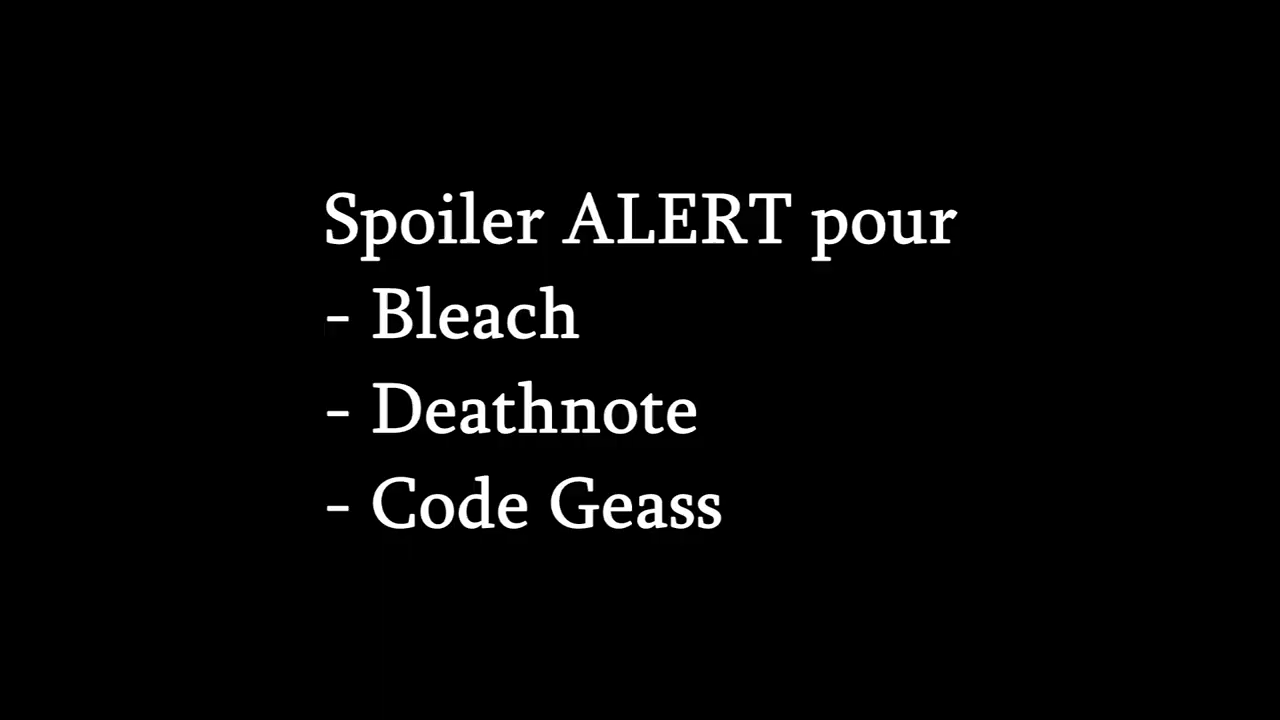 Spoiler ALERT pour
- Bleach
- Deathnote
- Code Geass